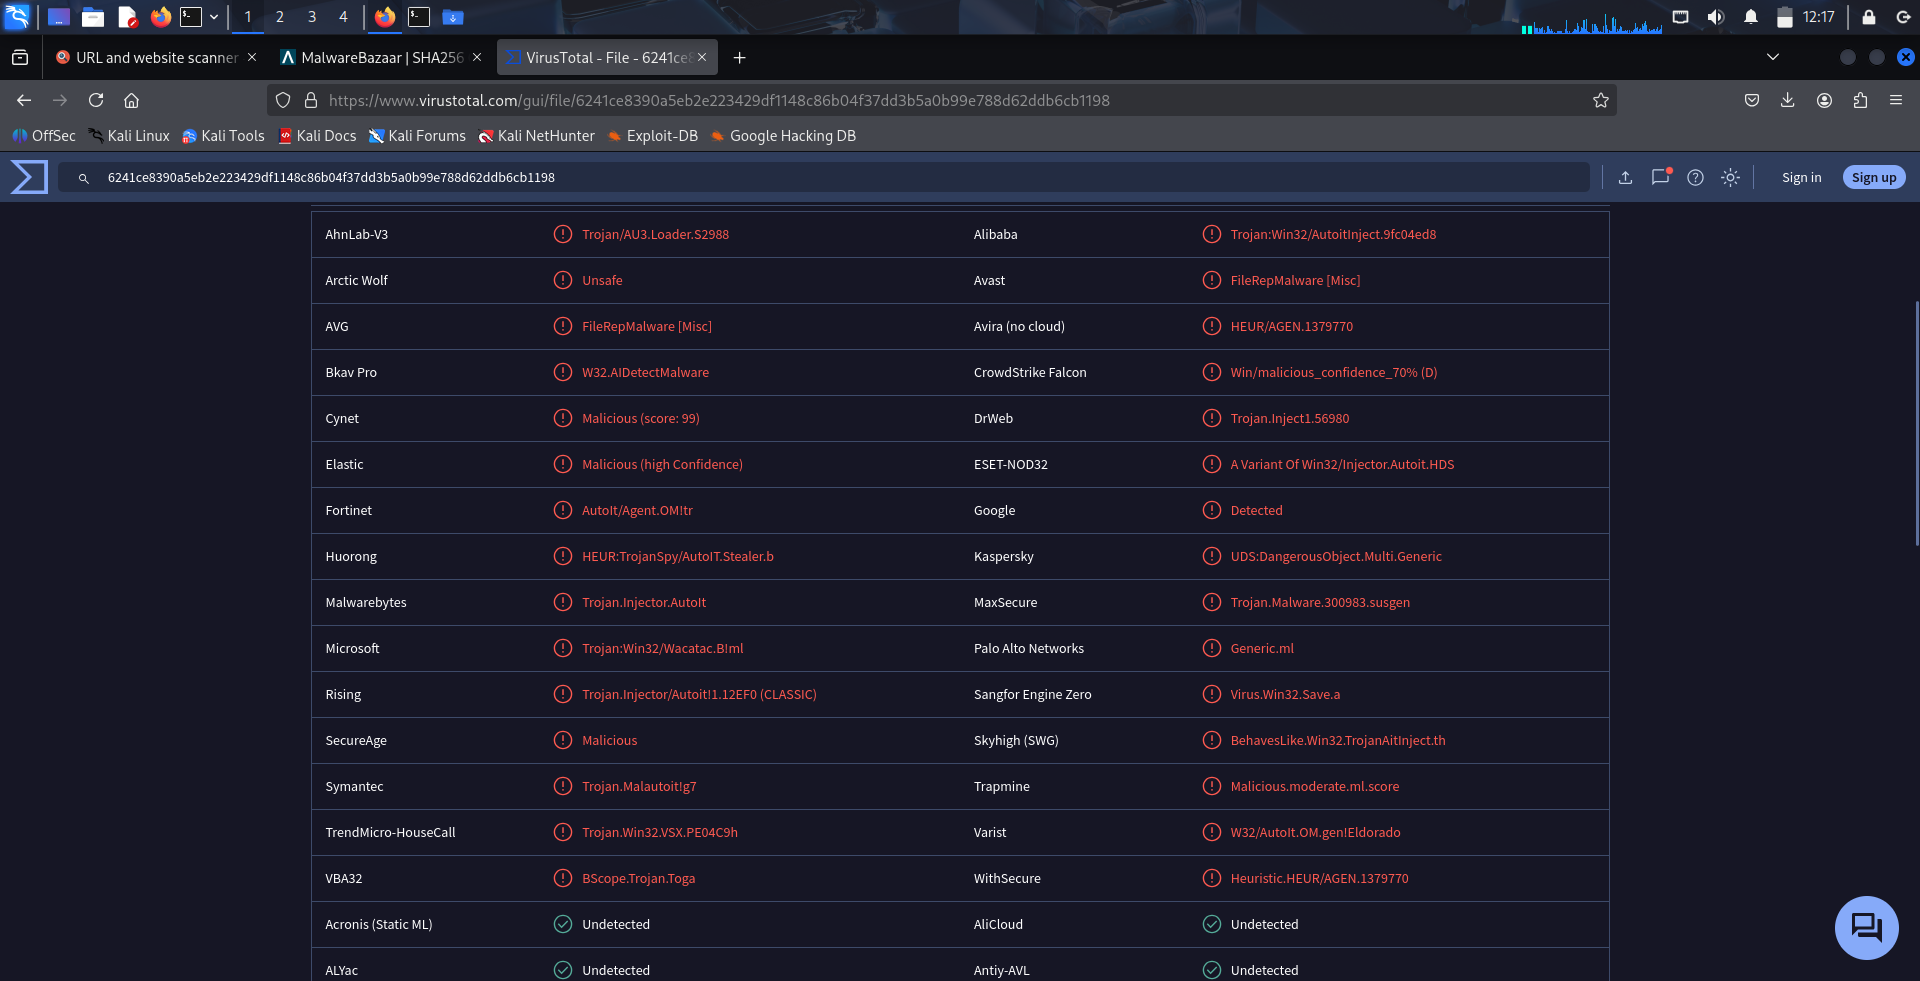 1 2 3 4 12:17
URL and website scanner
MalwareBazaar | SHA256
VirusTotal - File - 6241ce8
https://www.virustotal.com/gui/file/6241ce8390a5eb2e223429df1148c86b04f37dd3b5a0b99e788d62ddb6cb1198
OffSec Kali Linux Kali Tools Kali Docs Kali Forums Kali NetHunter Exploit-DB Google Hacking DB
6241ce8390a5eb2e223429df1148c86b04f37dd3b5a0b99e788d62ddb6cb1198 Sign in Sign up
AhnLab-V3 Trojan/AU3.Loader.S2988 Alibaba Trojan:Win32/AutoitInject.9fc04ed8
Arctic Wolf Unsafe Avast FileRepMalware [Misc]
AVG FileRepMalware [Misc] Avira (no cloud) HEUR/AGEN.1379770
Bkav Pro W32.AIDetectMalware CrowdStrike Falcon Win/malicious_confidence_70% (D)
Cynet Malicious (score: 99) DrWeb Trojan.Inject1.56980
Elastic Malicious (high Confidence) ESET-NOD32 A Variant Of Win32/Injector.Autoit.HDS
Fortinet AutoIt/Agent.OM!tr Google Detected
Huorong HEUR:TrojanSpy/AutoIT.Stealer.b Kaspersky UDS:DangerousObject.Multi.Generic
Malwarebytes Trojan.Injector.AutoIt MaxSecure Trojan.Malware.300983.susgen
Microsoft Trojan:Win32/Wacatac.B!ml Palo Alto Networks Generic.ml
Rising Trojan.Injector/Autoit!1.12EF0 (CLASSIC) Sangfor Engine Zero Virus.Win32.Save.a
SecureAge Malicious Skyhigh (SWG) BehavesLike.Win32.TrojanAitInject.th
Symantec Trojan.Malautoit!g7 Trapmine Malicious.moderate.ml.score
TrendMicro-HouseCall Trojan.Win32.VSX.PE04C9h Varist W32/AutoIt.OM.gen!Eldorado
VBA32 BScope.Trojan.Toga WithSecure Heuristic.HEUR/AGEN.1379770
Acronis (Static ML) Undetected AliCloud Undetected
ALYac Undetected Antiy-AVL Undetected